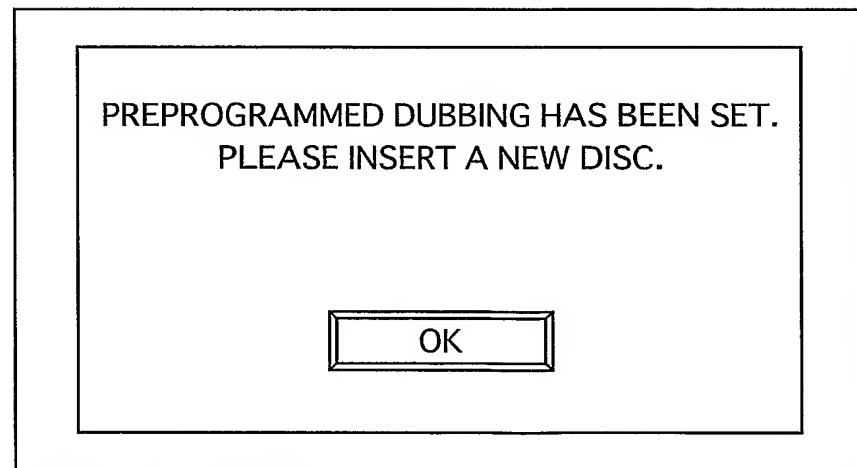 PREPROGRAMMED DUBBING HAS BEEN SET.
PLEASE INSERT A NEW DISC.
OK